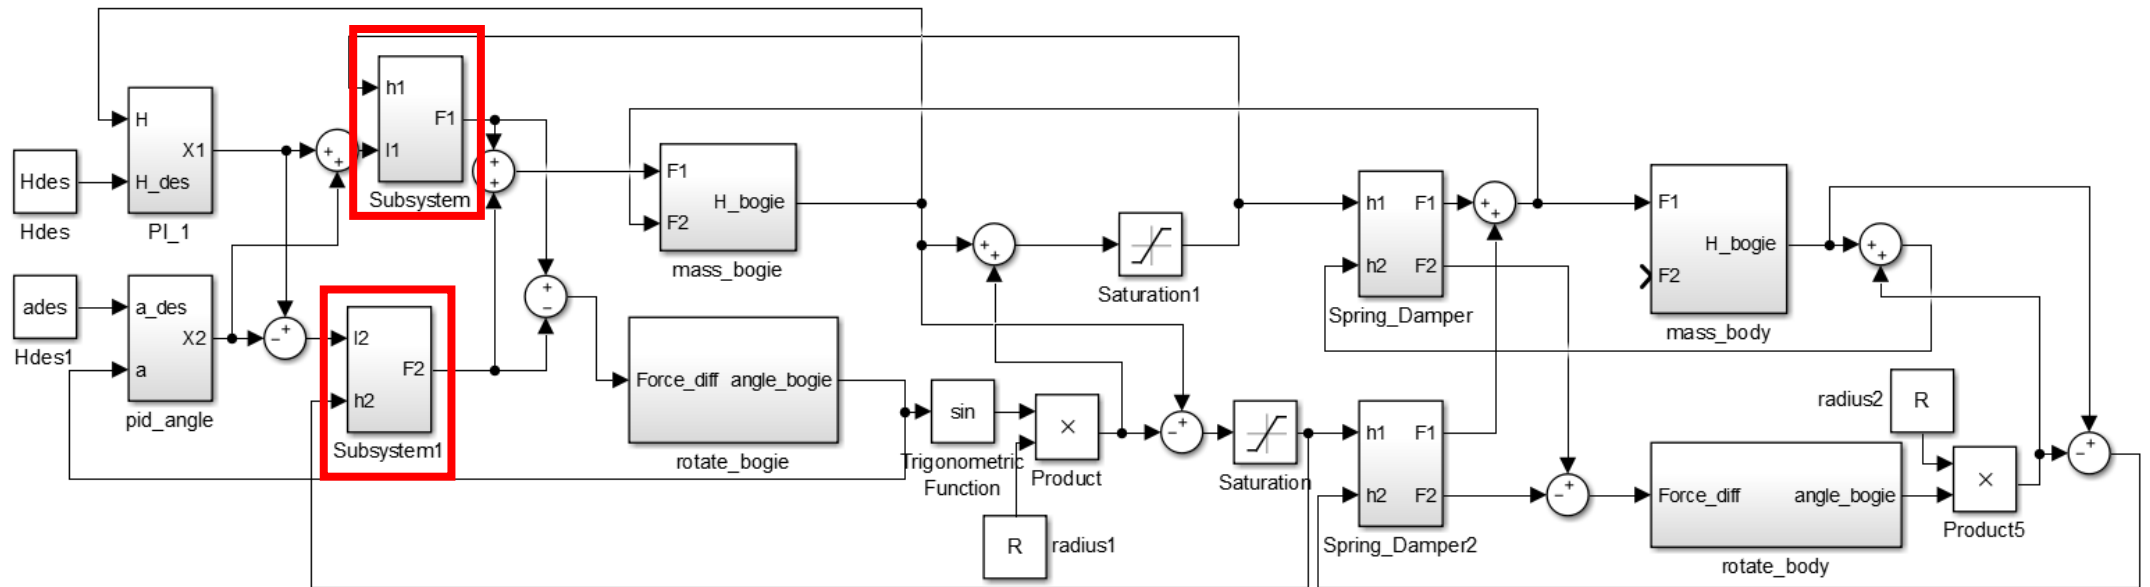 Hdes
Hdes
H
H_des
X1
PI_1
ades
Hdes1
a_des
a
X2
pid_angle
+
+
+
−
h1
l1
F1
Subsystem
l2
h2
F2
Subsystem1
+
+
+
−
F1
F2
H_bogie
mass_bogie
Force_diff angle_bogie
rotate_bogie
sin
Trigonometric
Function
×
Product
R
radius1
+
+
Saturation1
+
−
Saturation
h1
h2
F1
F2
Spring_Damper
h1
h2
F1
F2
Spring_Damper2
+
+
+
−
F1
F2
H_bogie
mass_body
Force_diff angle_bogie
rotate_body
+
+
radius2
R
×
Product5
+
−